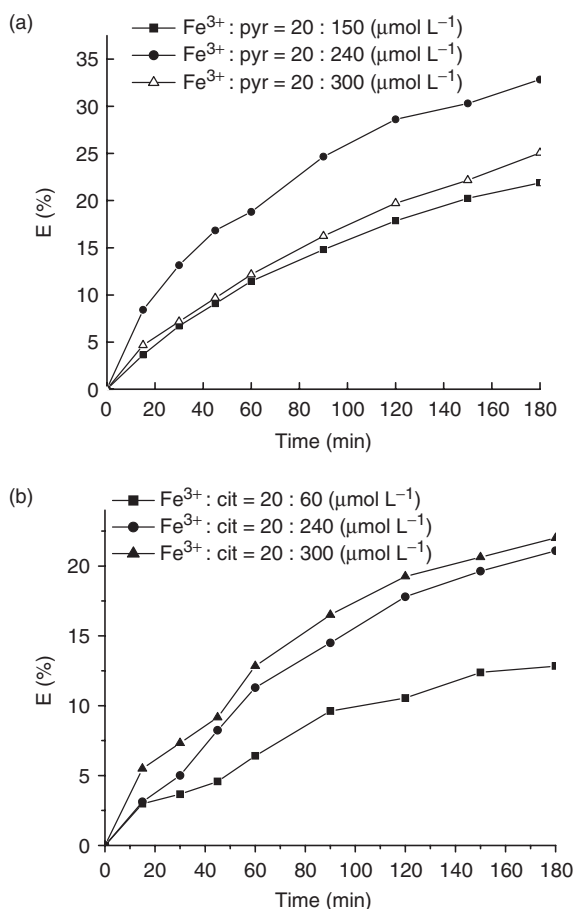 (a)
Fe³⁺ : pyr = 20 : 150 (μmol L⁻¹)
Fe³⁺ : pyr = 20 : 240 (μmol L⁻¹)
Fe³⁺ : pyr = 20 : 300 (μmol L⁻¹)
35
30
25
20
15
10
5
0
E (%)
0 20 40 60 80 100 120 140 160 180
Time (min)
(b)
Fe³⁺ : cit = 20 : 60 (μmol L⁻¹)
Fe³⁺ : cit = 20 : 240 (μmol L⁻¹)
Fe³⁺ : cit = 20 : 300 (μmol L⁻¹)
20
15
10
5
0
E (%)
0 20 40 60 80 100 120 140 160 180
Time (min)